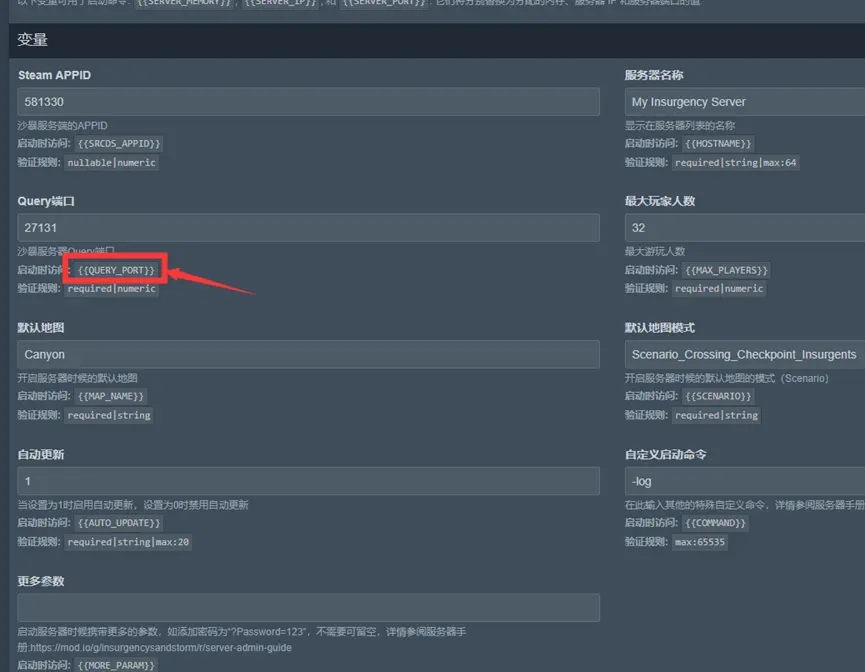 以下变量可用于启动命令: {{SERVER_MEMORY}}, {{SERVER_IP}}, 和 {{SERVER_PORT}}. 它们将分别替换为分配的内存、服务器 IP 和服务器端口的值.
变量
Steam APPID
581330
沙暴服务端的APPID
启动时访问: {{SRCDS_APPID}}
验证规则: nullable|numeric
服务器名称
My Insurgency Server
显示在服务器列表的名称
启动时访问: {{HOSTNAME}}
验证规则: required|string|max:64
Query端口
27131
沙暴服务器Query端口
启动时访问: {{QUERY_PORT}}
验证规则: required|numeric
最大玩家人数
32
最大游玩人数
启动时访问: {{MAX_PLAYERS}}
验证规则: required|numeric
默认地图
Canyon
开启服务器时候的默认地图
启动时访问: {{MAP_NAME}}
验证规则: required|string
默认地图模式
Scenario_Crossing_Checkpoint_Insurgents
开启服务器时候的默认地图的模式（Scenario）
启动时访问: {{SCENARIO}}
验证规则: required|string
自动更新
1
当设置为1时启用自动更新，设置为0时禁用自动更新
启动时访问: {{AUTO_UPDATE}}
验证规则: required|string|max:20
自定义启动命令
-log
在此输入其他的特殊自定义命令，详情参阅服务器手册
启动时访问: {{COMMAND}}
验证规则: max:65535
更多参数
启动服务器时候携带更多的参数，如添加密码为"?Password=123"，不需要可留空，详情参阅服务器手
册:https://mod.io/g/insurgencysandstorm/r/server-admin-guide
启动时访问: {{MORE_PARAM}}